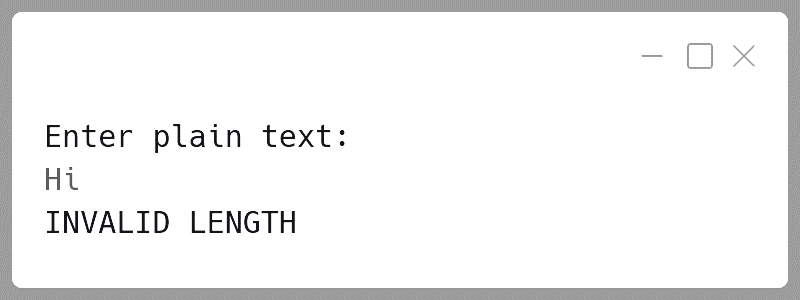 Enter plain text:
Hi
INVALID LENGTH